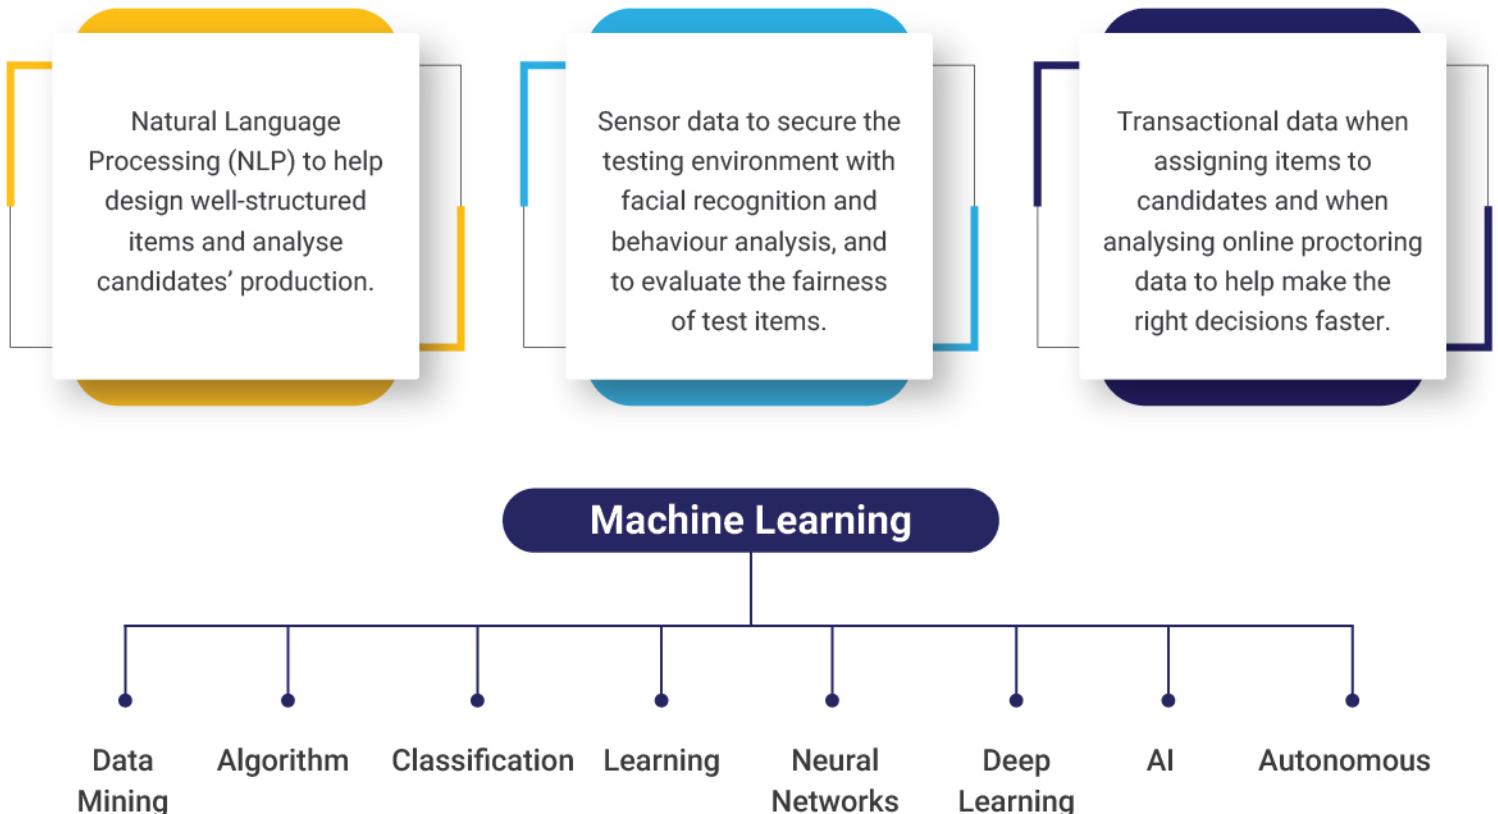 Natural Language
Processing (NLP) to help
design well-structured
items and analyse
candidates’ production.
Sensor data to secure the
testing environment with
facial recognition and
behaviour analysis, and
to evaluate the fairness
of test items.
Transactional data when
assigning items to
candidates and when
analysing online proctoring
data to help make the
right decisions faster.
Machine Learning
Data
Mining
Algorithm
Classification
Learning
Neural
Networks
Deep
Learning
AI
Autonomous